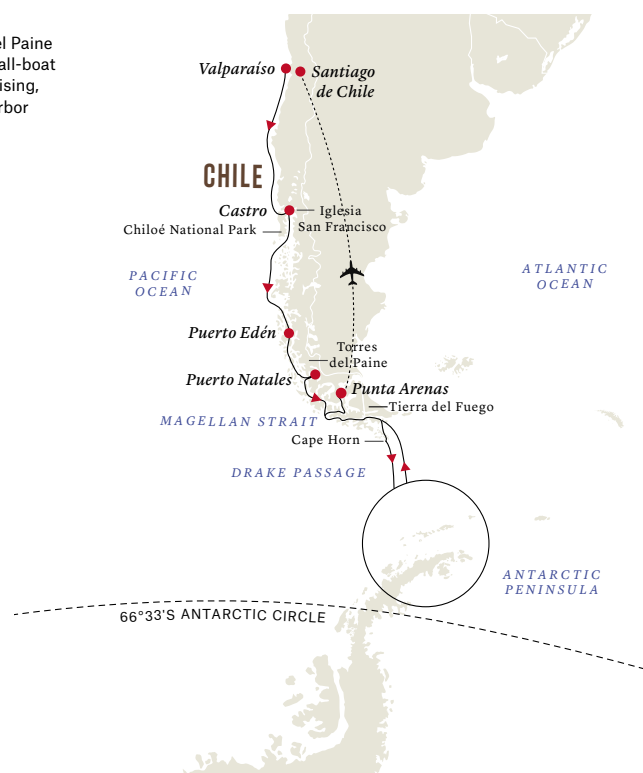 el Paine
all-boat
ising,
rbor
Valparaíso
Santiago
de Chile
CHILE
Castro
Iglesia
San Francisco
Chiloé National Park
PACIFIC
OCEAN
ATLANTIC
OCEAN
Puerto Edén
Torres
del Paine
Puerto Natales
Punta Arenas
Tierra del Fuego
MAGELLAN STRAIT
Cape Horn
DRAKE PASSAGE
ANTARCTIC
PENINSULA
66°33'S ANTARCTIC CIRCLE